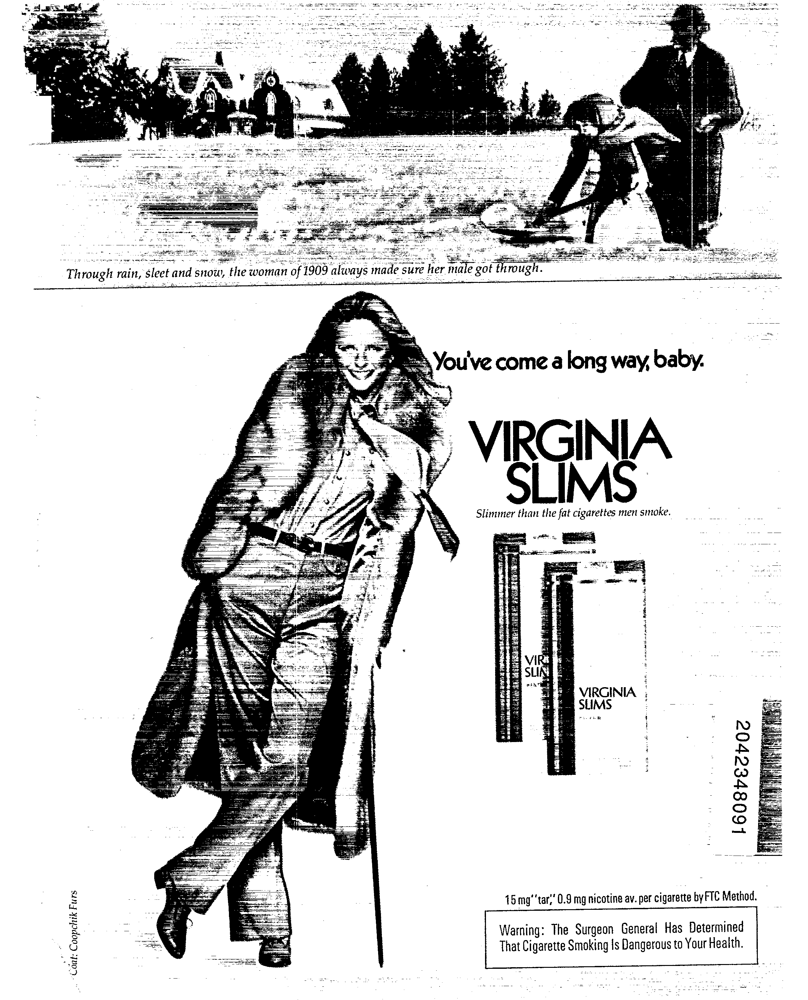 Through rain, sleet and snow, the woman of 1909 always made sure her male got through.
You've come a long way, baby.
VIRGINIA
SLIMS
Slimmer than the fat cigarettes men smoke.
VIR
SLIM
VIRGINIA
SLIMS
2042348091
15 mg "tar," 0.9 mg nicotine av. per cigarette by FTC Method.
Warning: The Surgeon General Has Determined
That Cigarette Smoking Is Dangerous to Your Health.
Coat: Coopchik Furs